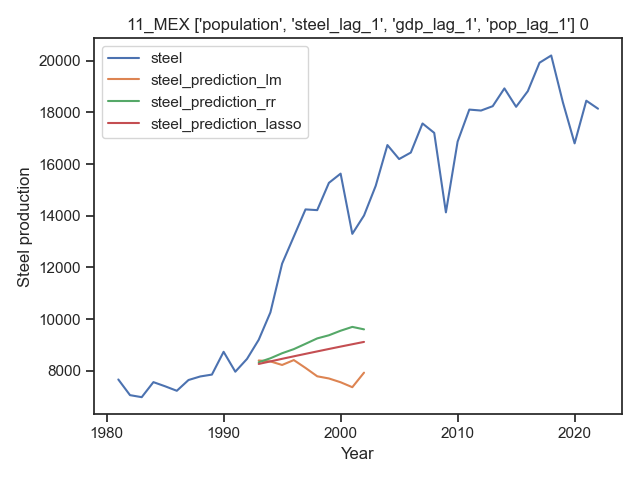 11_MEX ['population', 'steel_lag_1', 'gdp_lag_1', 'pop_lag_1'] 0
steel
steel_prediction_lm
steel_prediction_rr
steel_prediction_lasso
Steel production
20000
18000
16000
14000
12000
10000
8000
1980
1990
2000
2010
2020
Year